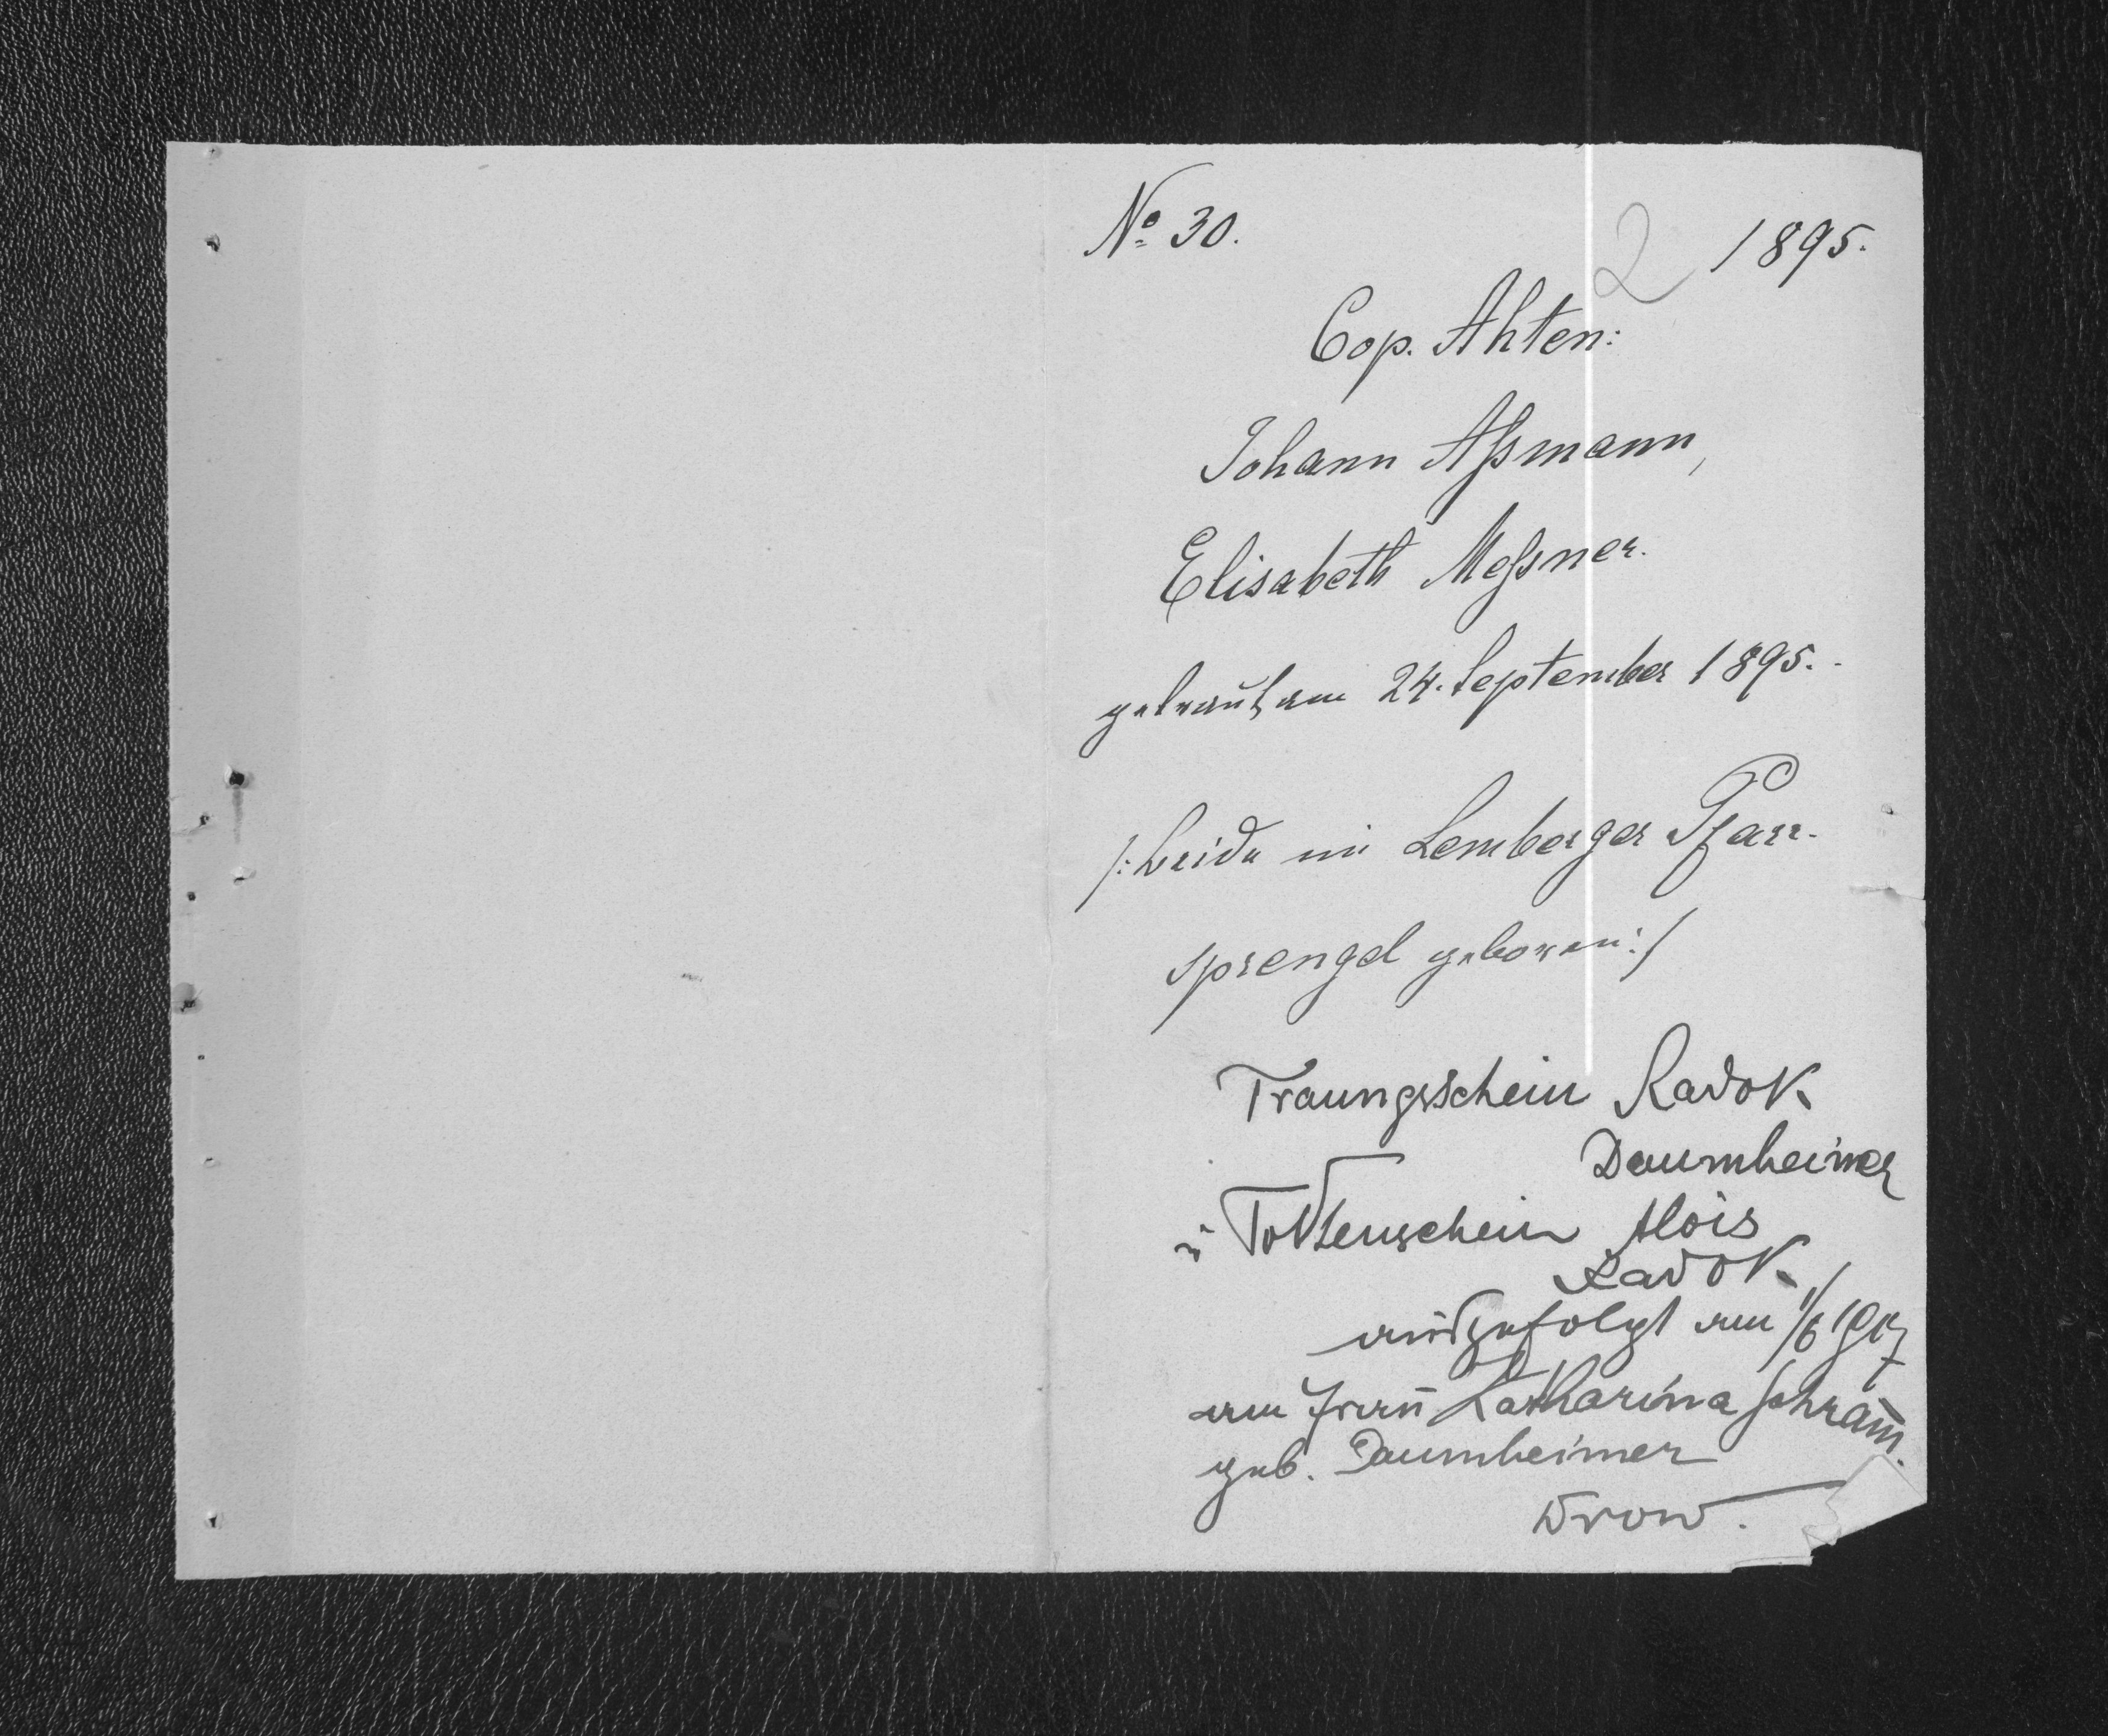 No 30.
2 1895.
Cop. Akten:
Johann Aßmann,
Elisabeth Meßner.
getraut am 24. September 1895.
/: beide im Lemberger Pfarr-
sprengel geboren :/
Trauungsschein Radok
Daumheimer
u Todtenschein Alois
Radok
ausgefolgt am 1/6 1917
an Frau Katharina Schram̄
geb. Daumheimer